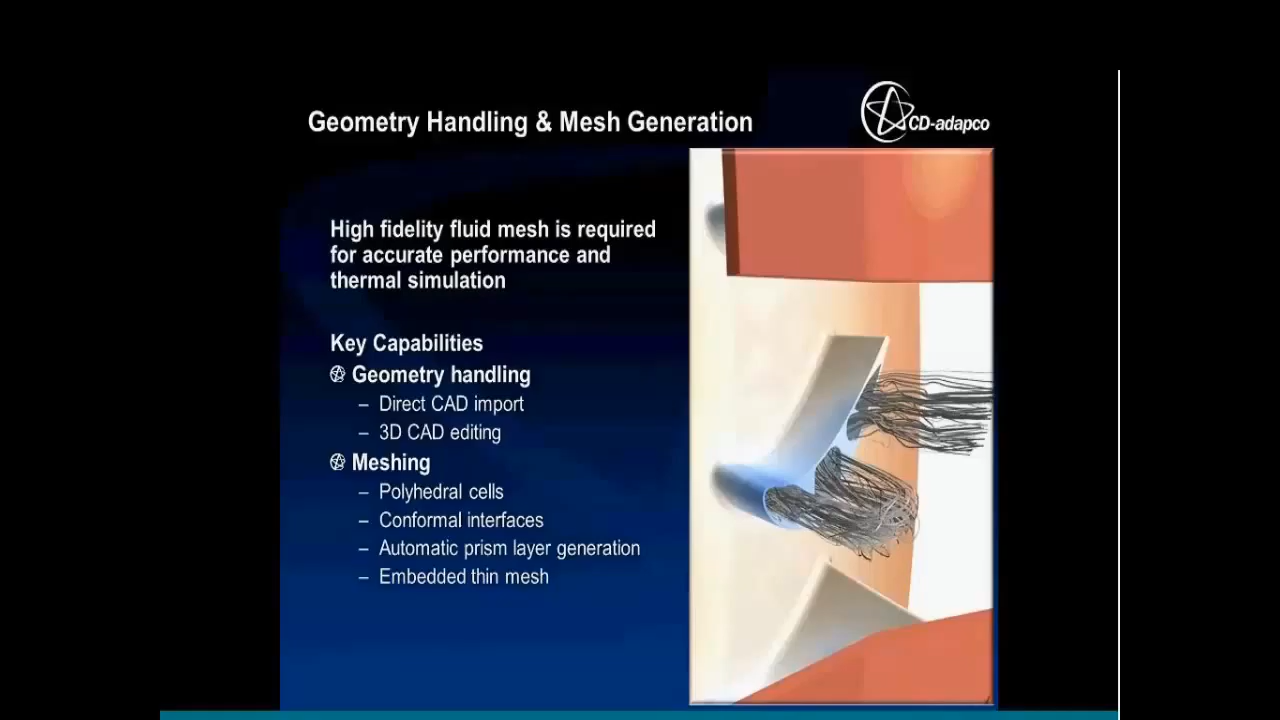 Geometry Handling & Mesh Generation
CD-adapco
High fidelity fluid mesh is required
for accurate performance and
thermal simulation
Key Capabilities
Geometry handling
– Direct CAD import
– 3D CAD editing
Meshing
– Polyhedral cells
– Conformal interfaces
– Automatic prism layer generation
– Embedded thin mesh